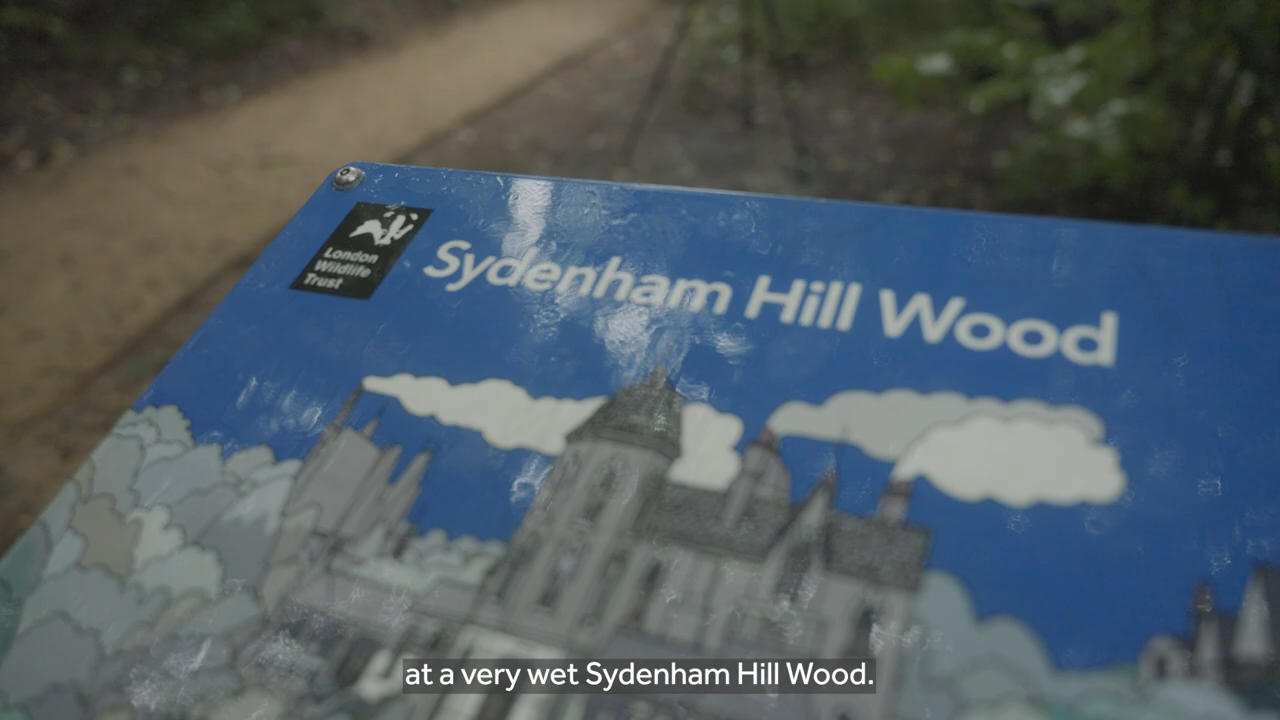 London
Wildlife
Trust
Sydenham Hill Wood
at a very wet Sydenham Hill Wood.